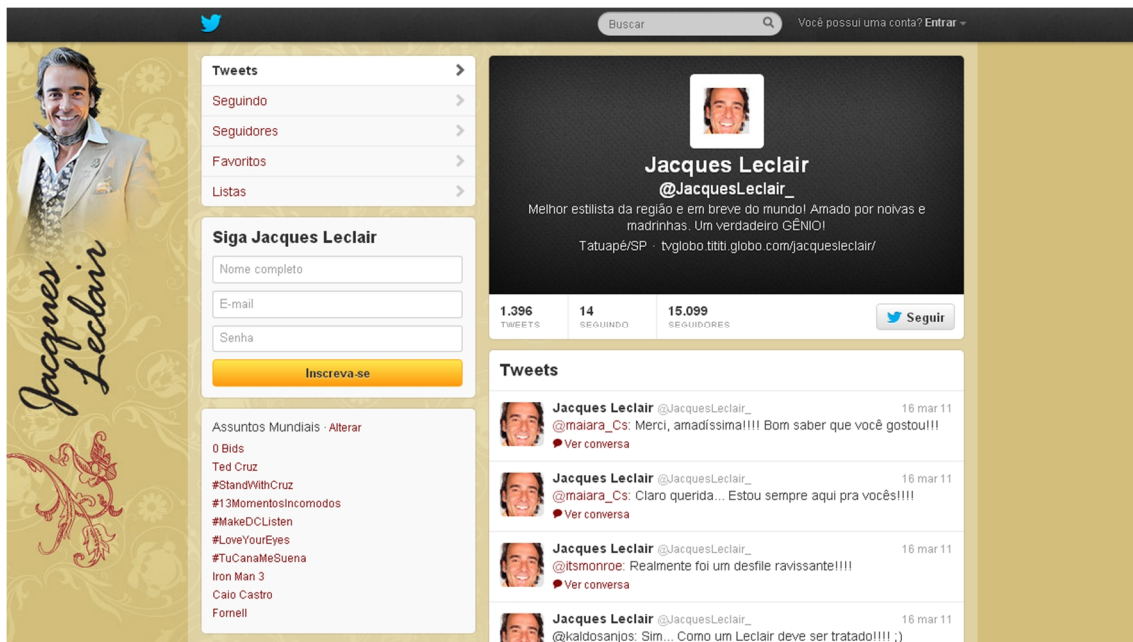 Buscar
Você possui uma conta? Entrar
Tweets
Seguindo
Seguidores
Favoritos
Listas
Siga Jacques Leclair
Nome completo
E-mail
Senha
Inscreva-se
Assuntos Mundiais · Alterar
0 Bids
Ted Cruz
#StandWithCruz
#13MomentosIncomodos
#MakeDCListen
#LoveYourEyes
#TuCanaMeSuena
Iron Man 3
Caio Castro
Fornell
Jacques
Leclair
Jacques Leclair
@JacquesLeclair_
Melhor estilista da região e em breve do mundo! Amado por noivas e
madrinhas. Um verdadeiro GÊNIO!
Tatuapé/SP · tvglobo.tititi.globo.com/jacquesleclair/
1.396 14 15.099
TWEETS SEGUINDO SEGUIDORES
Seguir
Tweets
Jacques Leclair @JacquesLeclair_ 16 mar 11
@maiara_Cs: Merci, amadíssima!!!! Bom saber que você gostou!!!
Ver conversa
Jacques Leclair @JacquesLeclair_ 16 mar 11
@maiara_Cs: Claro querida... Estou sempre aqui pra vocês!!!!
Ver conversa
Jacques Leclair @JacquesLeclair_ 16 mar 11
@itsmonroe: Realmente foi um desfile ravissante!!!!
Ver conversa
Jacques Leclair @JacquesLeclair_ 16 mar 11
@kaldosanjos: Sim... Como um Leclair deve ser tratado!!!! ;)